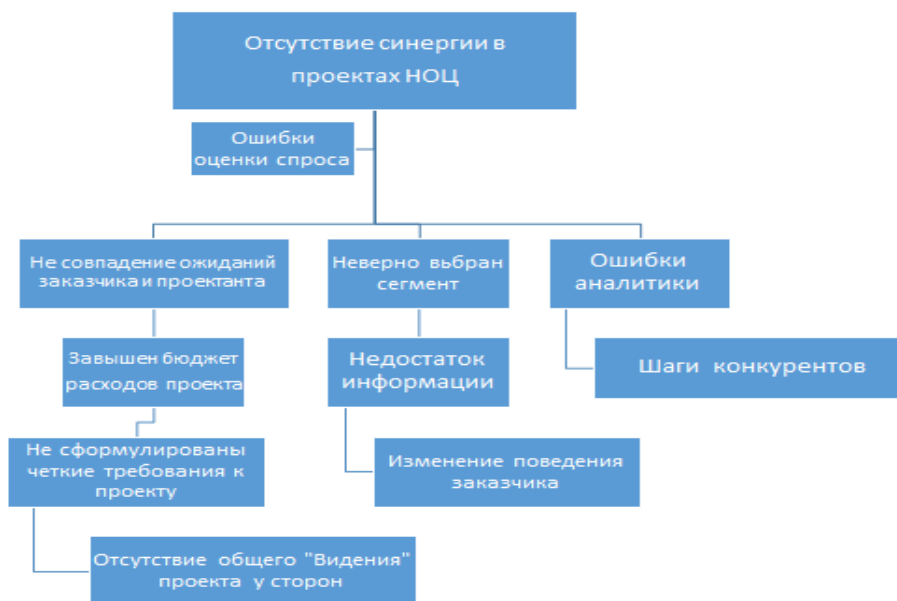 Отсутствие синергии в
проектах НОЦ
Ошибки
оценки спроса
Не совпадение ожиданий
заказчика и проектанта
Неверно выбран
сегмент
Ошибки
аналитики
Завышен бюджет
расходов проекта
Недостаток
информации
Шаги конкурентов
Не сформулированы
четкие требования к
проекту
Изменение поведения
заказчика
Отсутствие общего "Видения"
проекта у сторон